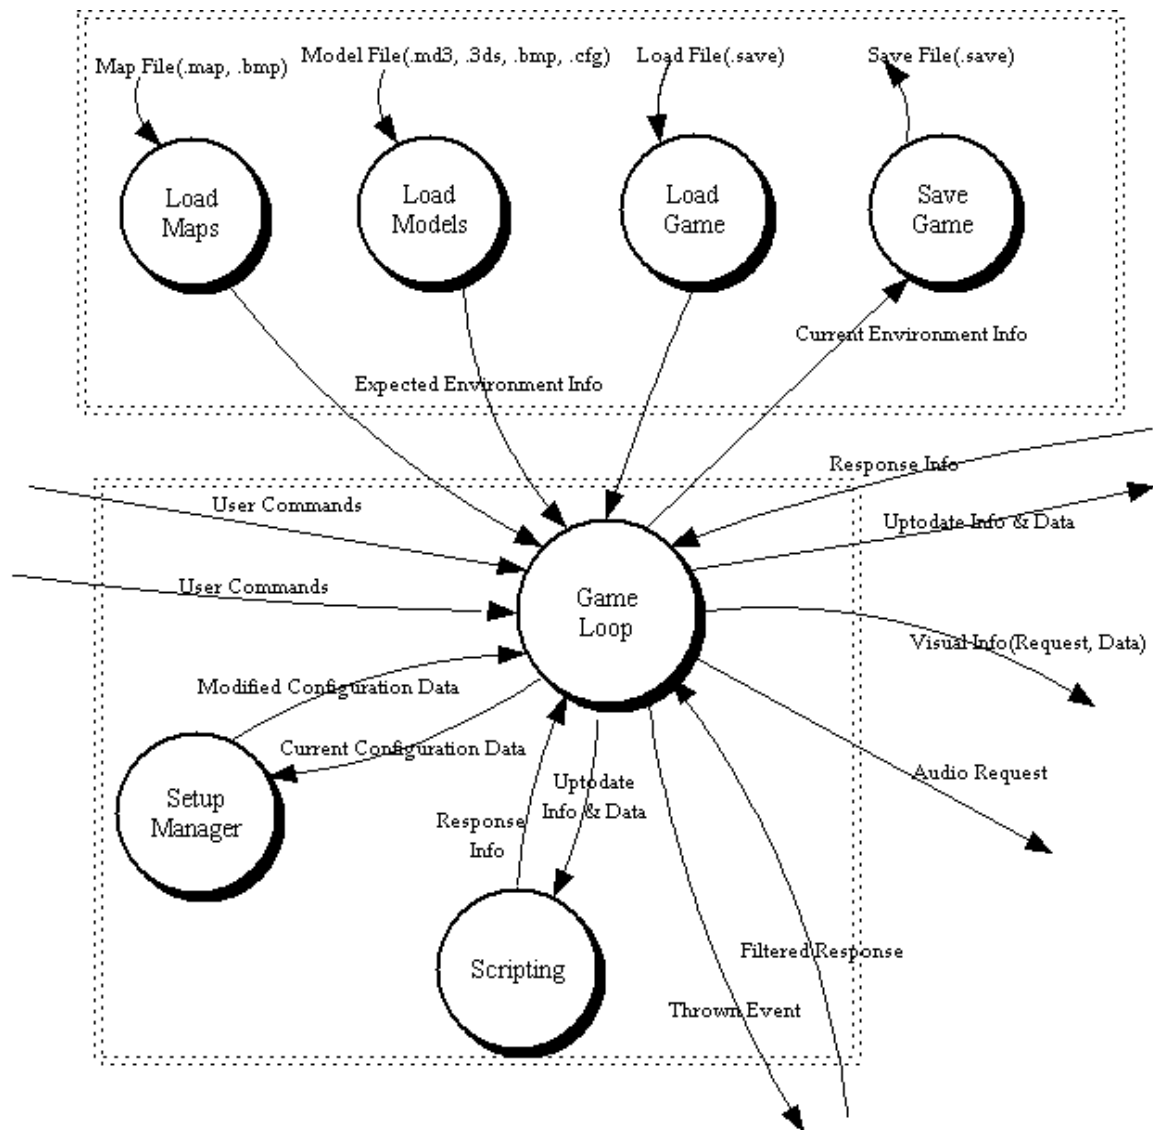 Map File(.map, .bmp)
Model File(.md3, .3ds, .bmp, .cfg)
Load File(.save)
Save File(.save)
Load
Maps
Load
Models
Load
Game
Save
Game
Current Environment Info
Expected Environment Info
Response Info
User Commands
Uptodate Info & Data
User Commands
Game
Loop
Visual Info(Request, Data)
Modified Configuration Data
Current Configuration Data
Audio Request
Uptodate
Info & Data
Setup
Manager
Response
Info
Filtered Response
Scripting
Thrown Event